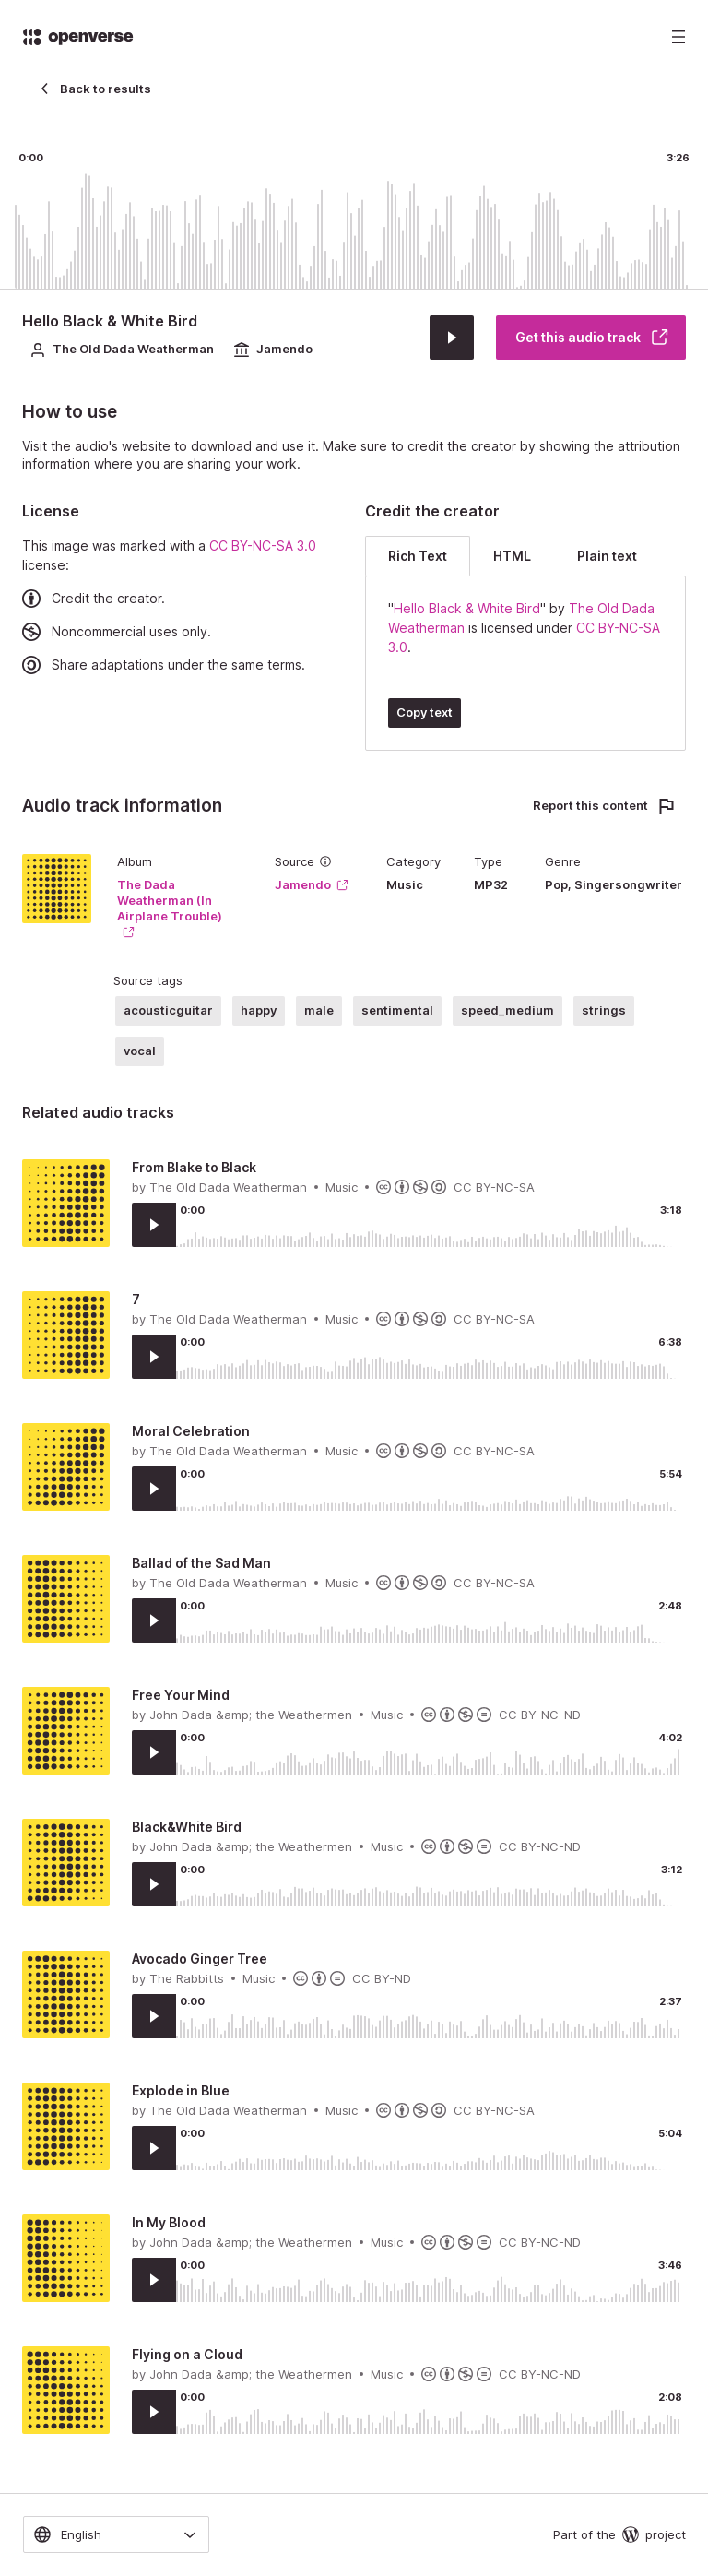 openverse
Back to results
0:00
3:26
Hello Black & White Bird
The Old Dada Weatherman
Jamendo
Get this audio track
How to use
Visit the audio's website to download and use it. Make sure to credit the creator by showing the attribution
information where you are sharing your work.
License
This image was marked with a CC BY-NC-SA 3.0
license:
Credit the creator.
Noncommercial uses only.
Share adaptations under the same terms.
Credit the creator
Rich Text
HTML
Plain text
"Hello Black & White Bird" by The Old Dada
Weatherman is licensed under CC BY-NC-SA
3.0.
Copy text
Audio track information
Report this content
Album
The Dada
Weatherman (In
Airplane Trouble)
Source
Jamendo
Category
Music
Type
MP32
Genre
Pop, Singersongwriter
Source tags
acousticguitar
happy
male
sentimental
speed_medium
strings
vocal
Related audio tracks
From Blake to Black
by The Old Dada Weatherman • Music • CC BY-NC-SA
0:00
3:18
7
by The Old Dada Weatherman • Music • CC BY-NC-SA
0:00
6:38
Moral Celebration
by The Old Dada Weatherman • Music • CC BY-NC-SA
0:00
5:54
Ballad of the Sad Man
by The Old Dada Weatherman • Music • CC BY-NC-SA
0:00
2:48
Free Your Mind
by John Dada &amp; the Weathermen • Music • CC BY-NC-ND
0:00
4:02
Black&White Bird
by John Dada &amp; the Weathermen • Music • CC BY-NC-ND
0:00
3:12
Avocado Ginger Tree
by The Rabbitts • Music • CC BY-ND
0:00
2:37
Explode in Blue
by The Old Dada Weatherman • Music • CC BY-NC-SA
0:00
5:04
In My Blood
by John Dada &amp; the Weathermen • Music • CC BY-NC-ND
0:00
3:46
Flying on a Cloud
by John Dada &amp; the Weathermen • Music • CC BY-NC-ND
0:00
2:08
English
Part of the project